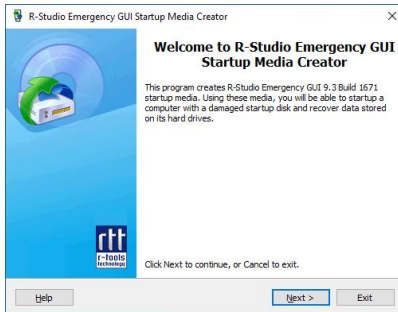 R-Studio Emergency GUI Startup Media Creator
Welcome to R-Studio Emergency GUI
Startup Media Creator
This program creates R-Studio Emergency GUI 9.3 Build 1671
startup media. Using these media, you will be able to startup a
computer with a damaged startup disk and recover data stored
on its hard drives.
rtt
r-tools
technology
Click Next to continue, or Cancel to exit.
Help
Next >
Exit